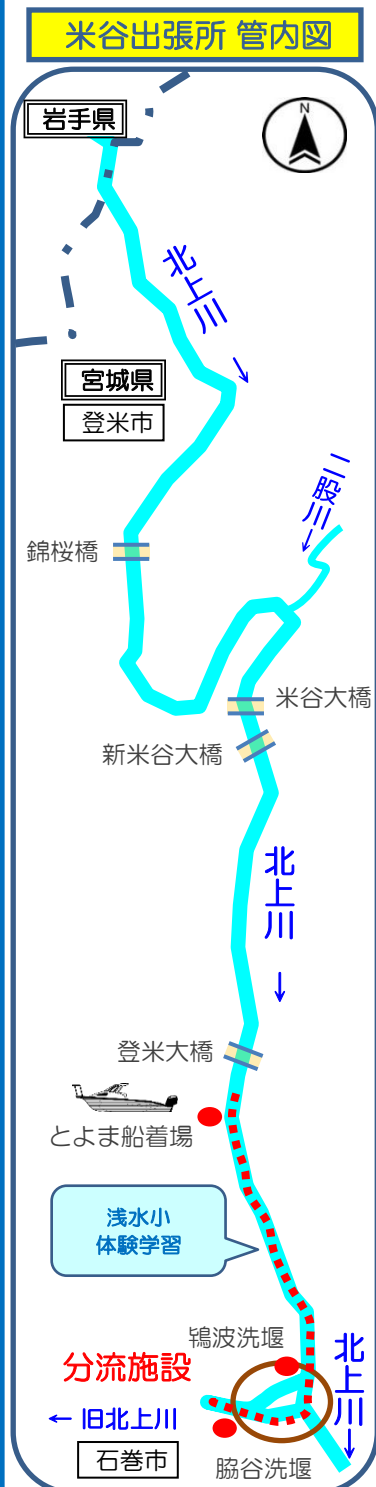 米谷出張所 管内図
岩手県
N
北上川
→
宮城県
登米市
二股川→
錦桜橋
米谷大橋
新米谷大橋
北上川
↓
登米大橋
とよま船着場
浅水小
体験学習
鴇波洗堰
北上川
↓
分流施設
← 旧北上川
石巻市
脇谷洗堰